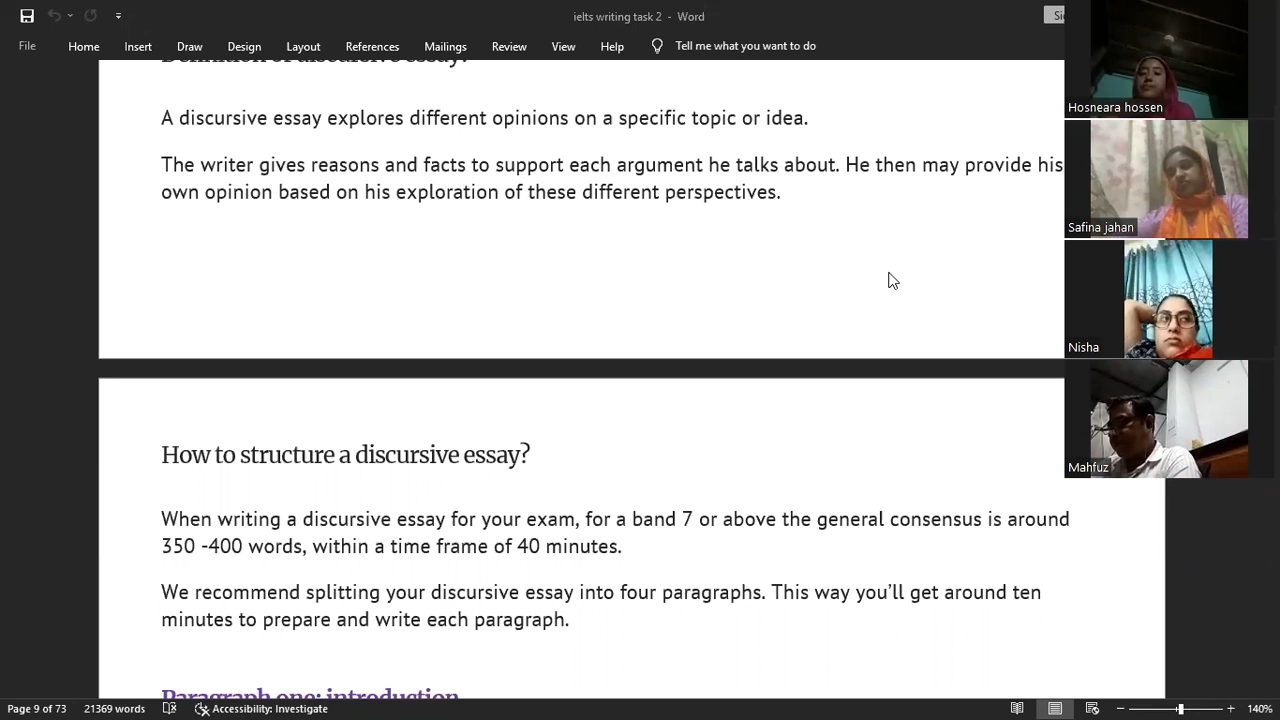 ielts writing task 2 - Word
File Home Insert Draw Design Layout References Mailings Review View Help Tell me what you want to do
A discursive essay explores different opinions on a specific topic or idea.
The writer gives reasons and facts to support each argument he talks about. He then may provide his
own opinion based on his exploration of these different perspectives.
How to structure a discursive essay?
When writing a discursive essay for your exam, for a band 7 or above the general consensus is around
350 -400 words, within a time frame of 40 minutes.
We recommend splitting your discursive essay into four paragraphs. This way you'll get around ten
minutes to prepare and write each paragraph.
Paragraph one: introduction
Hosneara hossen
Safina jahan
Nisha
Mahfuz
Page 9 of 73 21369 words Accessibility: Investigate 140%